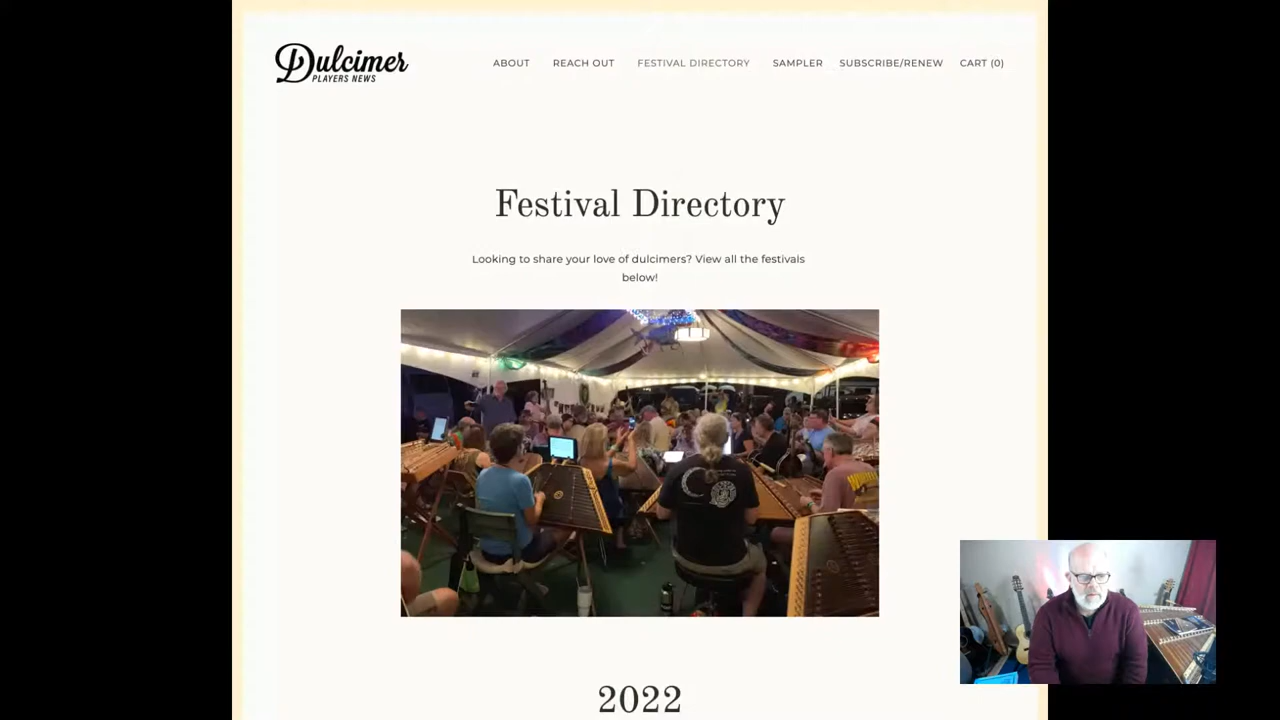 Dulcimer
PLAYERS NEWS
ABOUT
REACH OUT
FESTIVAL DIRECTORY
SAMPLER
SUBSCRIBE/RENEW
CART (0)
Festival Directory
Looking to share your love of dulcimers? View all the festivals
below!
2022